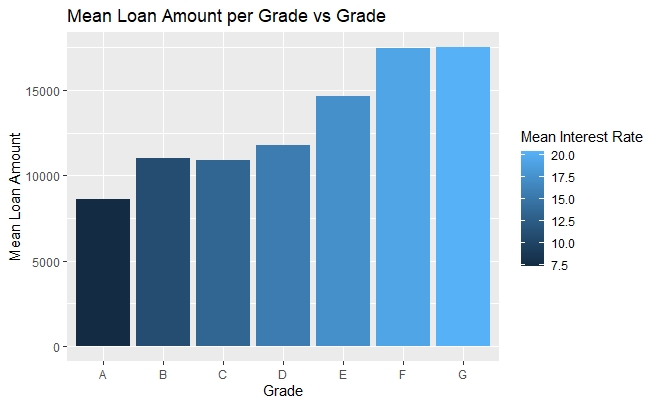 Mean Loan Amount per Grade vs Grade
Mean Loan Amount
15000
10000
5000
0
A B C D E F G
Grade
Mean Interest Rate
20.0
17.5
15.0
12.5
10.0
7.5